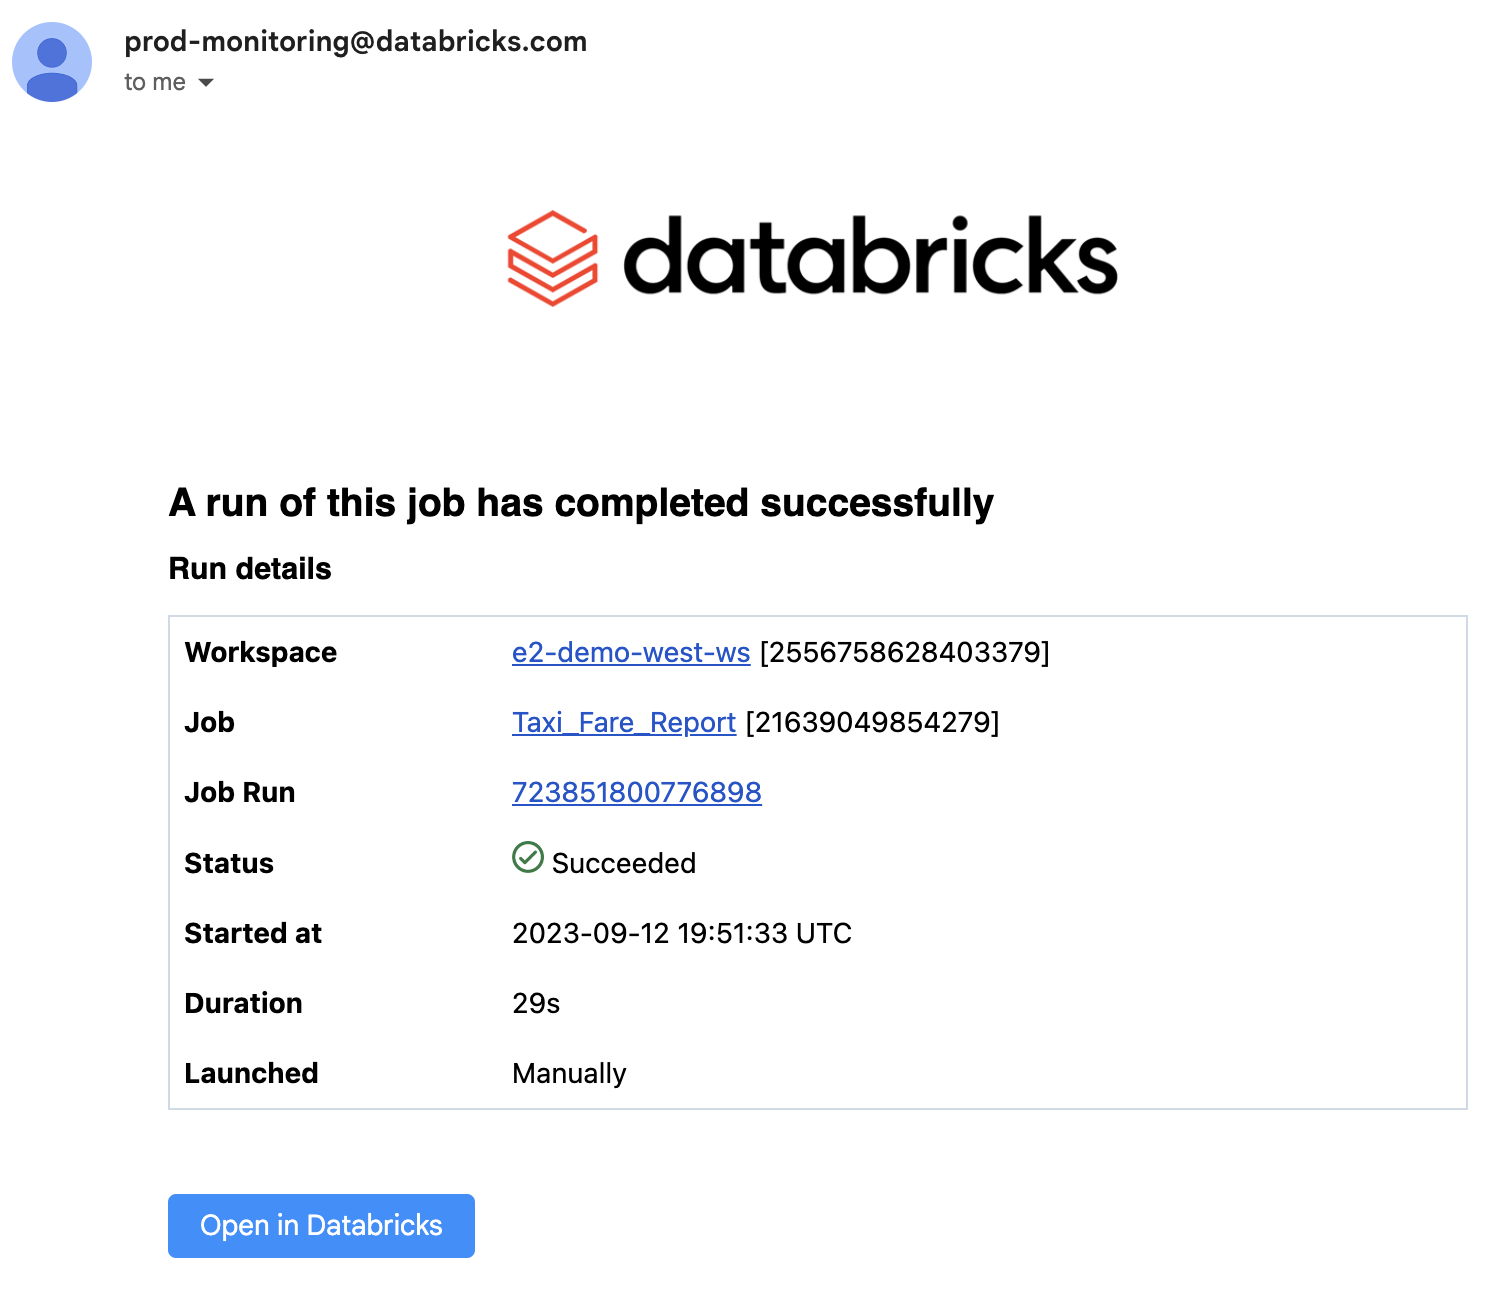 prod-monitoring@databricks.com
to me
databricks
A run of this job has completed successfully
Run details
Workspace e2-demo-west-ws [2556758628403379]
Job Taxi_Fare_Report [21639049854279]
Job Run 723851800776898
Status Succeeded
Started at 2023-09-12 19:51:33 UTC
Duration 29s
Launched Manually
Open in Databricks